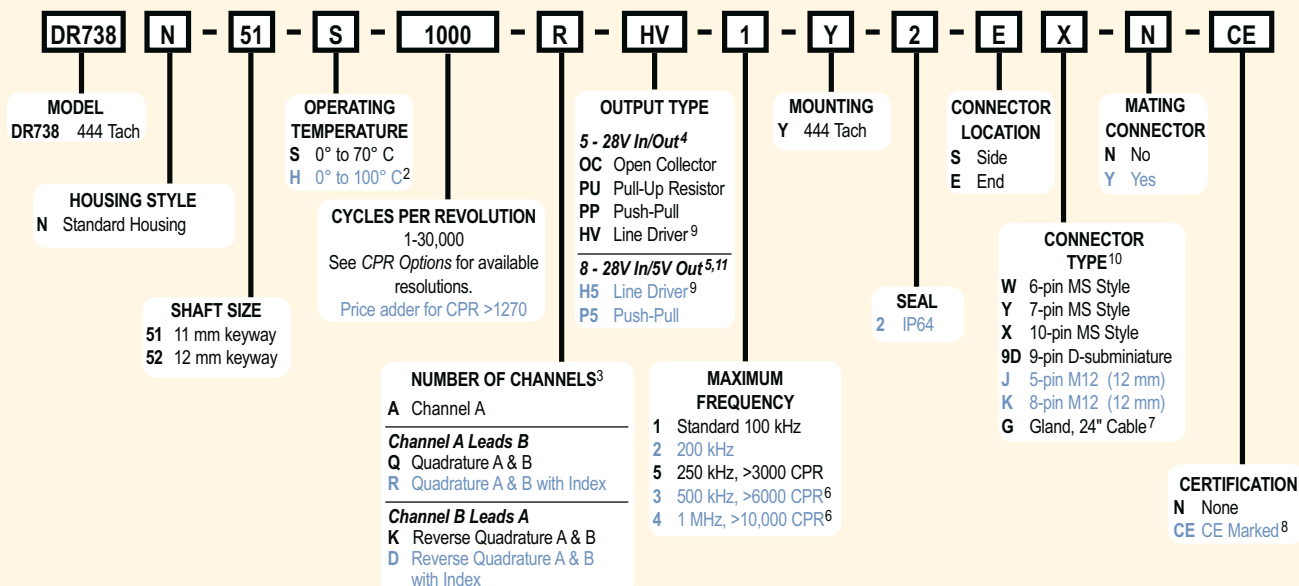 DR738 N - 51 - S - 1000 - R - HV - 1 - Y - 2 - E X - N - CE
MODEL
DR738 444 Tach
HOUSING STYLE
N Standard Housing
SHAFT SIZE
51 11 mm keyway
52 12 mm keyway
OPERATING
TEMPERATURE
S 0° to 70° C
H 0° to 100° C2
CYCLES PER REVOLUTION
1-30,000
See CPR Options for available
resolutions.
Price adder for CPR >1270
NUMBER OF CHANNELS3
A Channel A
Channel A Leads B
Q Quadrature A & B
R Quadrature A & B with Index
Channel B Leads A
K Reverse Quadrature A & B
D Reverse Quadrature A & B
with Index
OUTPUT TYPE
5 - 28V In/Out4
OC Open Collector
PU Pull-Up Resistor
PP Push-Pull
HV Line Driver9
8 - 28V In/5V Out5,11
H5 Line Driver9
P5 Push-Pull
MAXIMUM
FREQUENCY
1 Standard 100 kHz
2 200 kHz
5 250 kHz, >3000 CPR
3 500 kHz, >6000 CPR6
4 1 MHz, >10,000 CPR6
MOUNTING
Y 444 Tach
SEAL
2 IP64
CONNECTOR
LOCATION
S Side
E End
CONNECTOR
TYPE10
W 6-pin MS Style
Y 7-pin MS Style
X 10-pin MS Style
9D 9-pin D-subminiature
J 5-pin M12 (12 mm)
K 8-pin M12 (12 mm)
G Gland, 24" Cable7
MATING
CONNECTOR
N No
Y Yes
CERTIFICATION
N None
CE CE Marked8